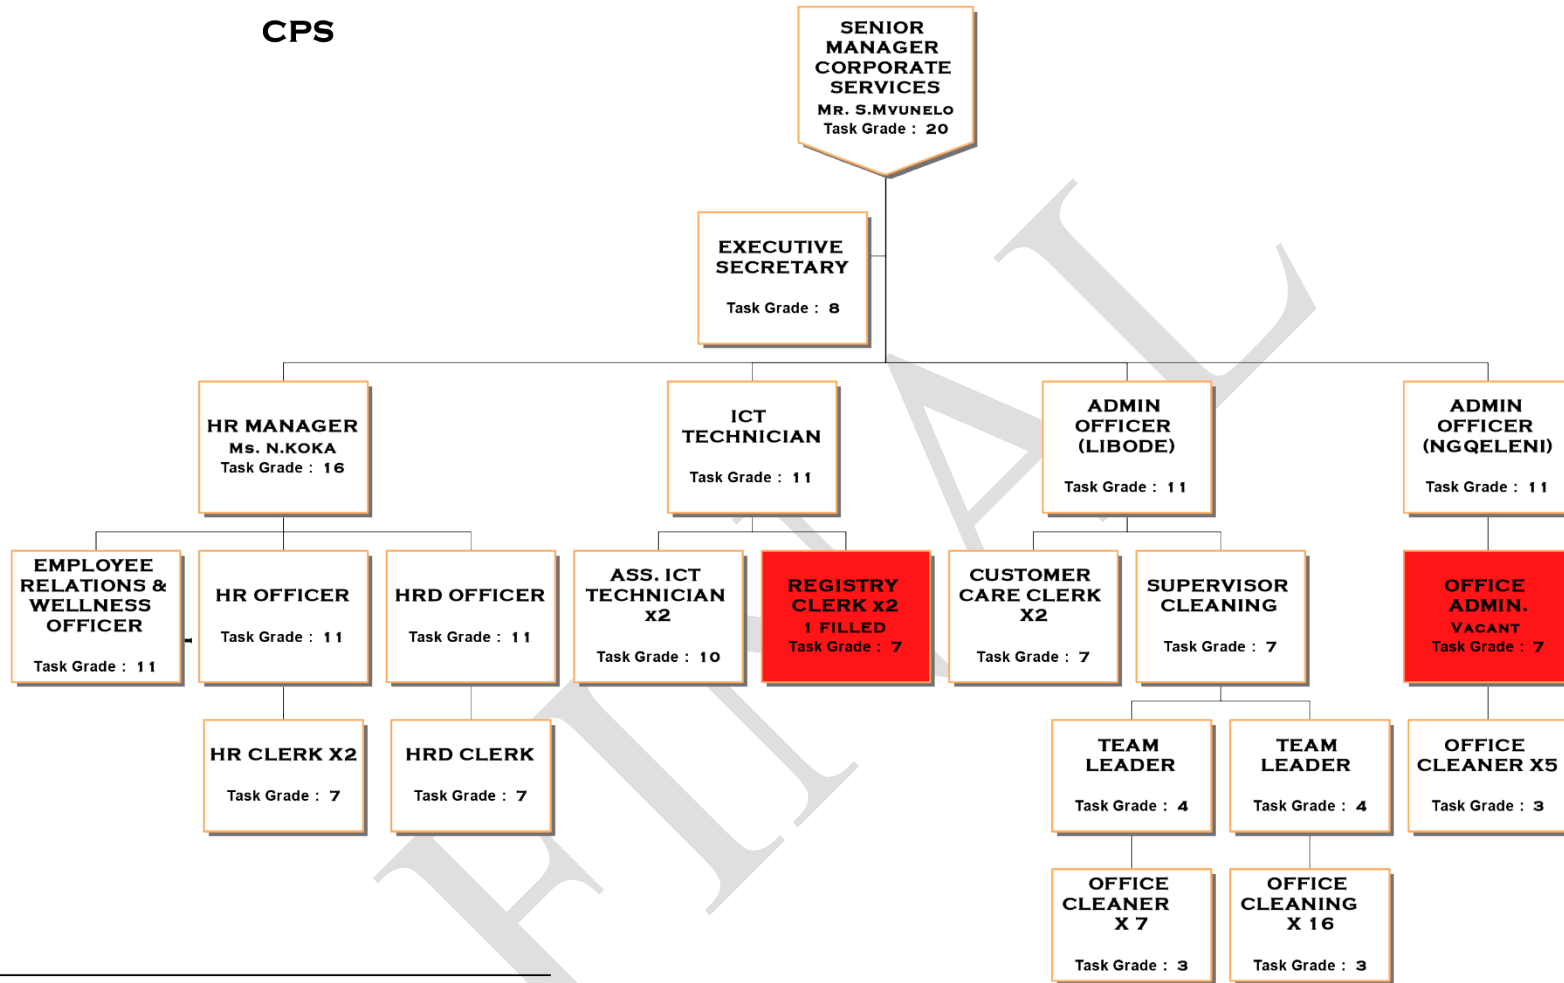 CPS
SENIOR
MANAGER
CORPORATE
SERVICES
Mr. S.Mvunelo
Task Grade : 20
EXECUTIVE
SECRETARY
Task Grade : 8
HR MANAGER
Ms. N.KOKA
Task Grade : 16
ICT
TECHNICIAN
Task Grade : 11
ADMIN
OFFICER
(LIBODE)
Task Grade : 11
ADMIN
OFFICER
(NGQELENI)
Task Grade : 11
EMPLOYEE
RELATIONS &
WELLNESS
OFFICER
Task Grade : 11
HR OFFICER
Task Grade : 11
HRD OFFICER
Task Grade : 11
ASS. ICT
TECHNICIAN
x2
Task Grade : 10
REGISTRY
CLERK x2
1 FILLED
Task Grade : 7
CUSTOMER
CARE CLERK
X2
Task Grade : 7
SUPERVISOR
CLEANING
Task Grade : 7
OFFICE
ADMIN.
Vacant
Task Grade : 7
HR CLERK X2
Task Grade : 7
HRD CLERK
Task Grade : 7
TEAM
LEADER
Task Grade : 4
TEAM
LEADER
Task Grade : 4
OFFICE
CLEANER X5
Task Grade : 3
OFFICE
CLEANER
X 7
Task Grade : 3
OFFICE
CLEANING
X 16
Task Grade : 3
FINAL